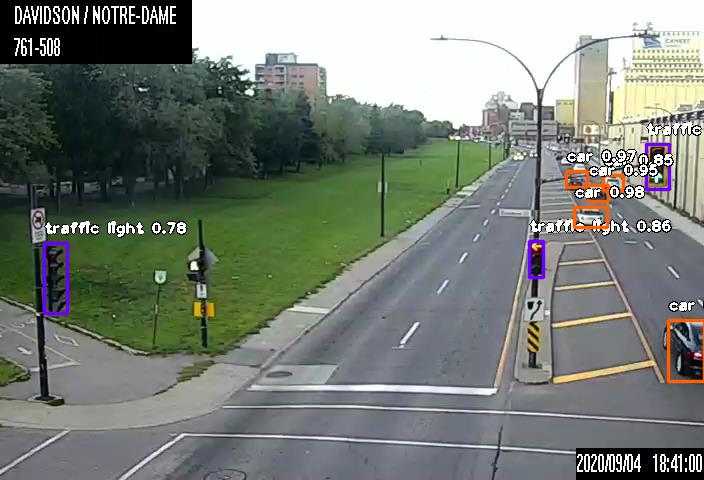 DAVIDSON / NOTRE-DAME
761-508
traffic
car 0.97
0.85
car 0.95
car 0.98
traffic light 0.78
traffic light 0.86
car
2020/09/04 18:41:00